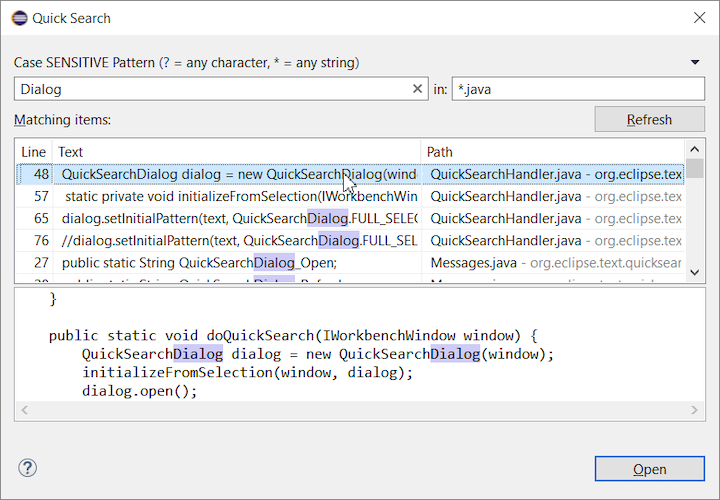 Quick Search
Case SENSITIVE Pattern (? = any character, * = any string)
Dialog in: *.java
Matching items: Refresh
Line Text Path
48 QuickSearchDialog dialog = new QuickSearchDialog(windo QuickSearchHandler.java - org.eclipse.tex
57 static private void initializeFromSelection(IWorkbenchWin QuickSearchHandler.java - org.eclipse.tex
65 dialog.setInitialPattern(text, QuickSearchDialog.FULL_SELEC QuickSearchHandler.java - org.eclipse.tex
76 //dialog.setInitialPattern(text, QuickSearchDialog.FULL_SEL QuickSearchHandler.java - org.eclipse.tex
27 public static String QuickSearchDialog_Open; Messages.java - org.eclipse.text.quicksear
}
public static void doQuickSearch(IWorkbenchWindow window) {
QuickSearchDialog dialog = new QuickSearchDialog(window);
initializeFromSelection(window, dialog);
dialog.open();
? Open